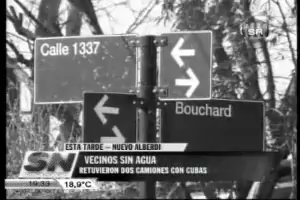 SN
Calle 1337
Bouchard
ESTA TARDE - NUEVO ALBERDI
SN
VECINOS SIN AGUA
RETUVIERON DOS CAMIONES CON CUBAS
19:33
18,9°C